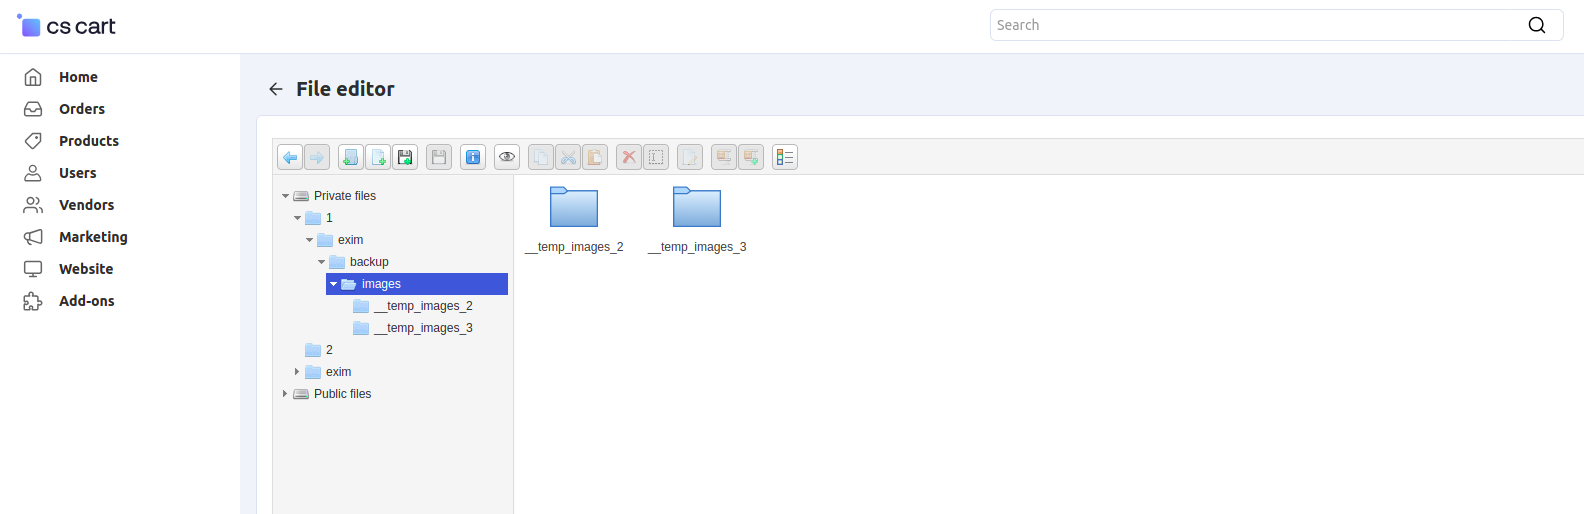 cs cart
Search
Home
Orders
Products
Users
Vendors
Marketing
Website
Add-ons
File editor
Private files
1
exim
backup
images
__temp_images_2
__temp_images_3
2
exim
Public files
__temp_images_2
__temp_images_3